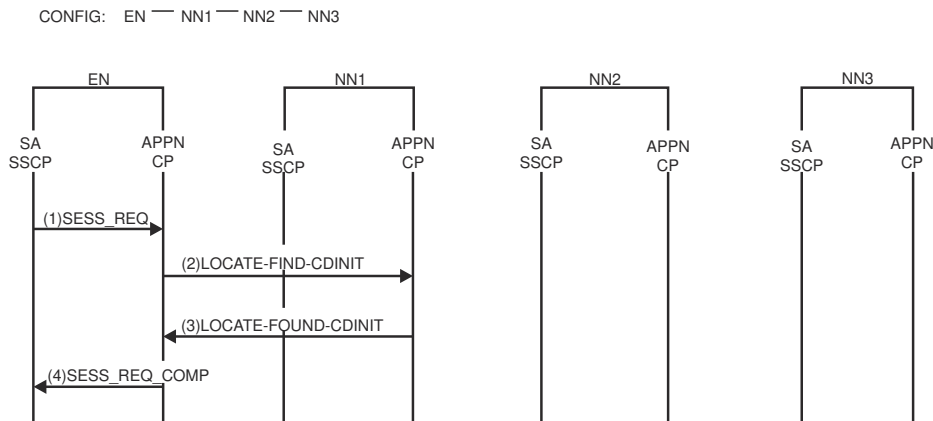 CONFIG: EN — NN1 — NN2 — NN3
EN NN1 NN2 NN3
SA SSCP
APPN CP
SA SSCP
APPN CP
SA SSCP
APPN CP
SA SSCP
APPN CP
(1)SESS_REQ
(2)LOCATE-FIND-CDINIT
(3)LOCATE-FOUND-CDINIT
(4)SESS_REQ_COMP